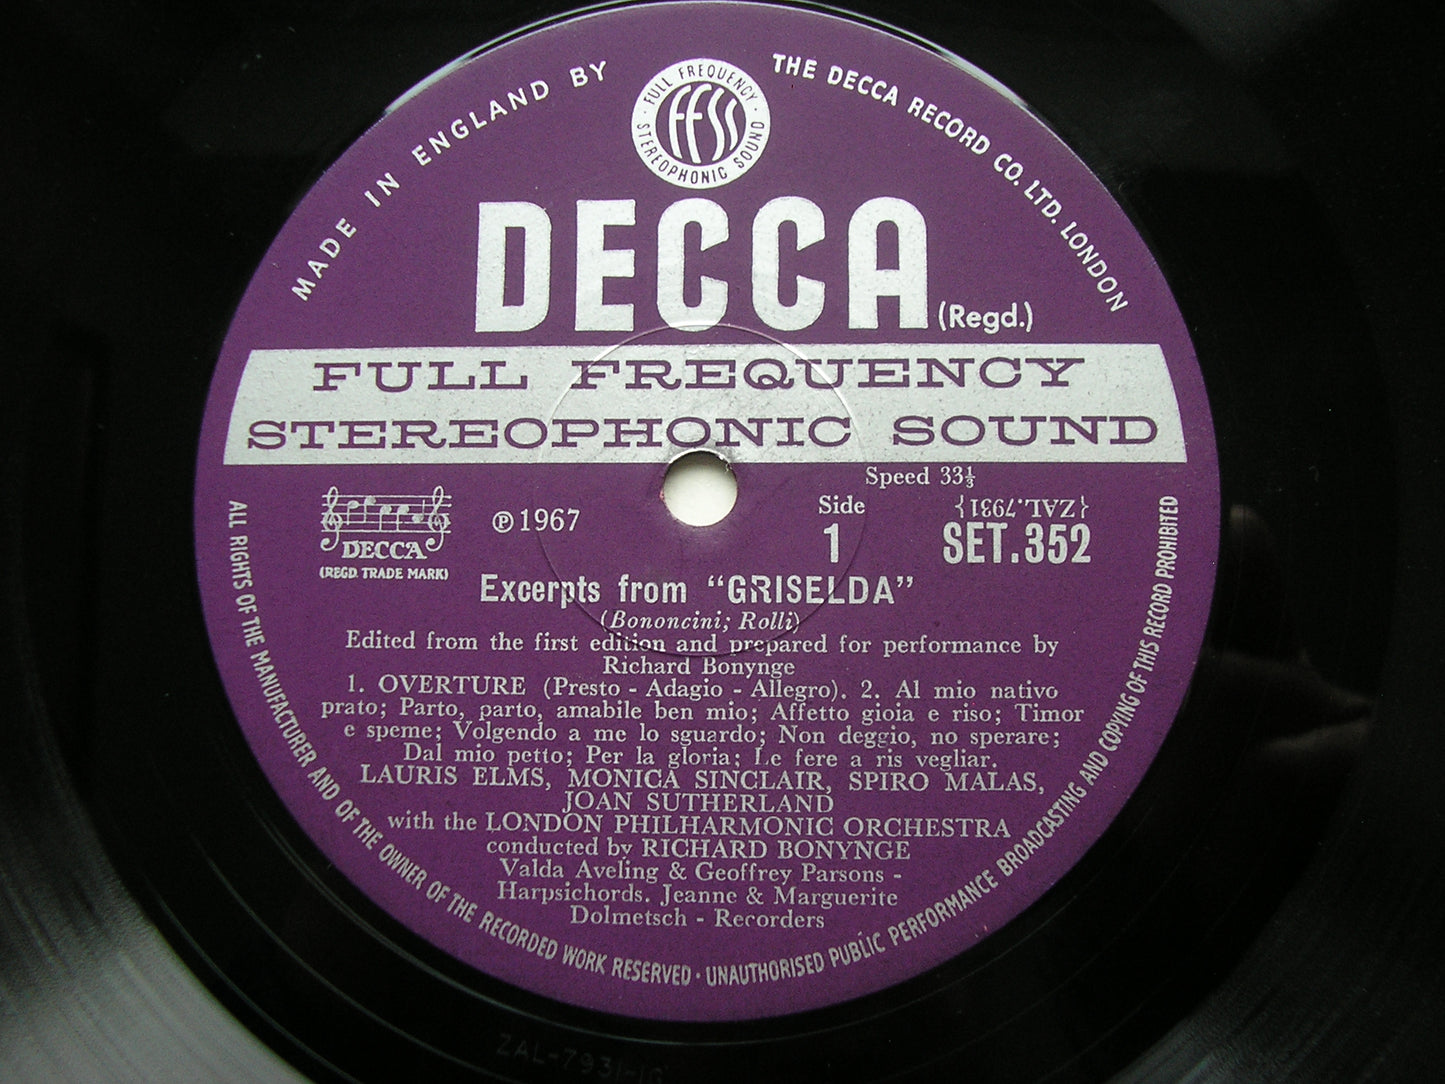 MADE IN ENGLAND BY THE DECCA RECORD CO. LTD. LONDON
FULL FREQUENCY
ffss
STEREOPHONIC SOUND
DECCA (Regd.)
FULL FREQUENCY
STEREOPHONIC SOUND
Speed 33⅓
DECCA
(REGD. TRADE MARK)
℗ 1967
Side
1
{ZAL.7931}
SET.352
Excerpts from "GRISELDA"
(Bononcini; Rolli)
Edited from the first edition and prepared for performance by
Richard Bonynge
1. OVERTURE (Presto - Adagio - Allegro). 2. Al mio nativo
prato; Parto, parto, amabile ben mio; Affetto gioia e riso; Timor
e speme; Volgendo a me lo sguardo; Non deggio, no sperare;
Dal mio petto; Per la gloria; Le fere a ris vegliar.
LAURIS ELMS, MONICA SINCLAIR, SPIRO MALAS,
JOAN SUTHERLAND
with the LONDON PHILHARMONIC ORCHESTRA
conducted by RICHARD BONYNGE
Valda Aveling & Geoffrey Parsons -
Harpsichords. Jeanne & Marguerite
Dolmetsch - Recorders
ALL RIGHTS OF THE MANUFACTURER AND OF THE OWNER OF THE RECORDED WORK RESERVED · UNAUTHORISED PUBLIC PERFORMANCE BROADCASTING AND COPYING OF THIS RECORD PROHIBITED